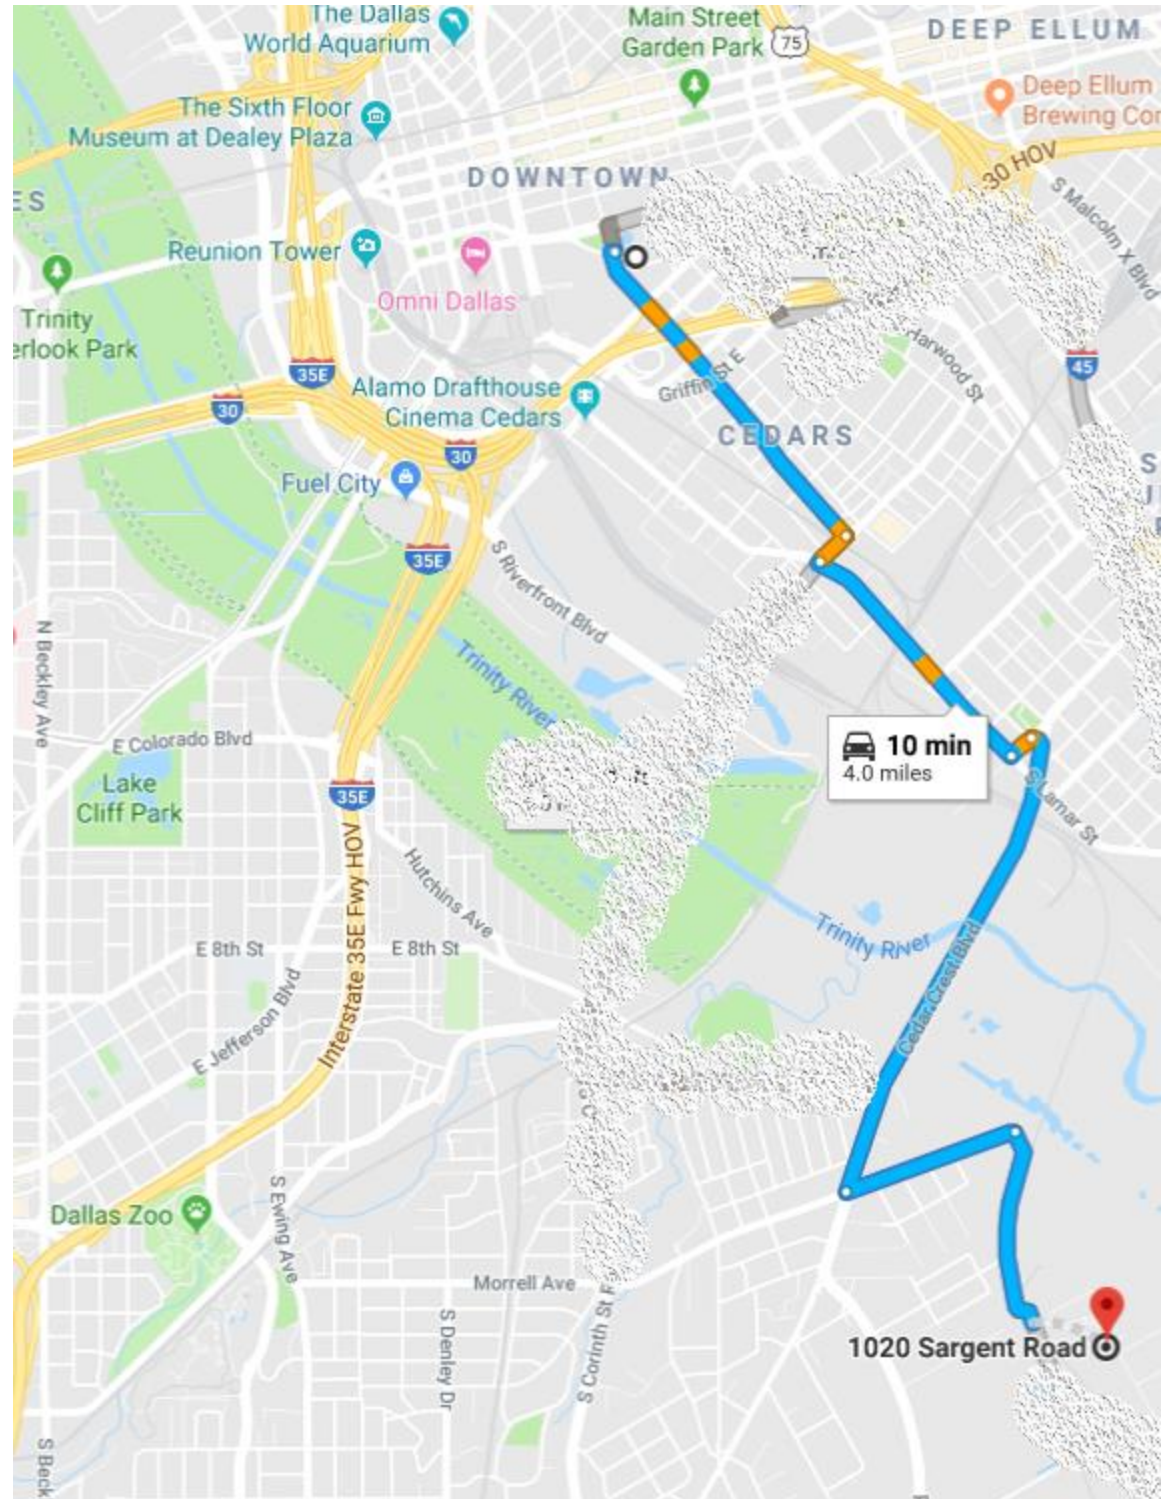 The Dallas
World Aquarium
Main Street
Garden Park
75
DEEP ELLUM
Deep Ellum
Brewing Cor
The Sixth Floor
Museum at Dealey Plaza
30 HOV
DOWNTOWN
S Malcolm X Blvd
ES
Reunion Tower
Omni Dallas
Trinity
erlook Park
35E
30
Harwood St
45
Griffin St E
Alamo Drafthouse
Cinema Cedars
CEDARS
30
Fuel City
35E
S Riverfront Blvd
N Beckley Ave
Trinity River
E Colorado Blvd
10 min
4.0 miles
Lake
Cliff Park
35E
S Lamar St
Hutchins Ave
E 8th St
E 8th St
Trinity River
Interstate 35E Fwy HOV
Cedar Crest Blvd
E Jefferson Blvd
Dallas Zoo
S Ewing Ave
Morrell Ave
S Denley Dr
S Corinth St
1020 Sargent Road
S Beck